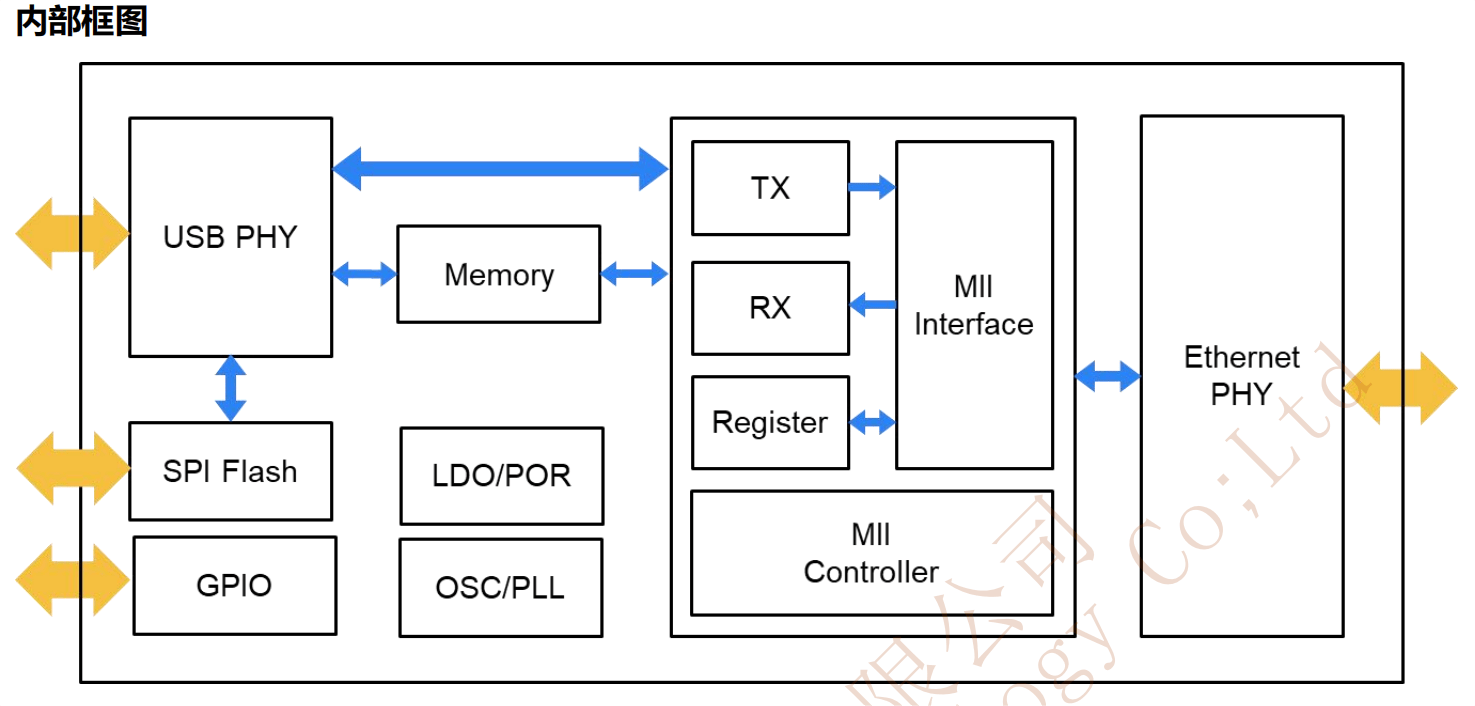 内部框图
USB PHY
Memory
SPI Flash
GPIO
LDO/POR
OSC/PLL
TX
RX
Register
MII
Interface
MII
Controller
Ethernet
PHY
限公司
ogy Co;Ltd